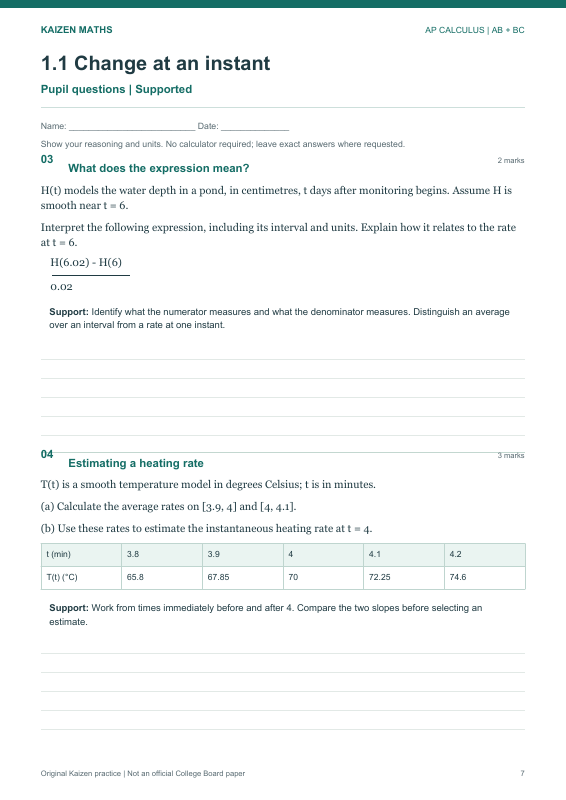 KAIZEN MATHS
AP CALCULUS | AB + BC
1.1 Change at an instant
Pupil questions | Supported
Name: __________________________ Date: ______________
Show your reasoning and units. No calculator required; leave exact answers where requested.
03
2 marks
What does the expression mean?
H(t) models the water depth in a pond, in centimetres, t days after monitoring begins. Assume H is
smooth near t = 6.
Interpret the following expression, including its interval and units. Explain how it relates to the rate
at t = 6.
H(6.02) - H(6)
0.02
Support: Identify what the numerator measures and what the denominator measures. Distinguish an average
over an interval from a rate at one instant.
04
3 marks
Estimating a heating rate
T(t) is a smooth temperature model in degrees Celsius; t is in minutes.
(a) Calculate the average rates on [3.9, 4] and [4, 4.1].
(b) Use these rates to estimate the instantaneous heating rate at t = 4.
t (min) 3.8 3.9 4 4.1 4.2
T(t) (°C) 65.8 67.85 70 72.25 74.6
Support: Work from times immediately before and after 4. Compare the two slopes before selecting an
estimate.
Original Kaizen practice | Not an official College Board paper
7